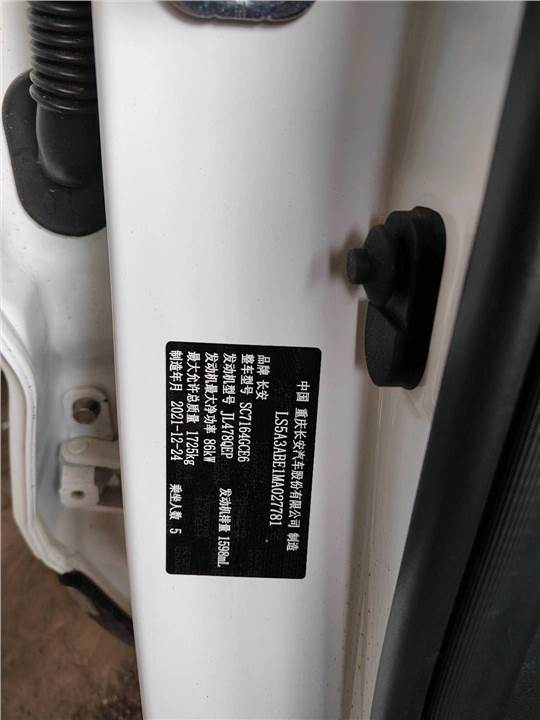 中国 重庆长安汽车股份有限公司 制造
LS5A3ABE1MA027781
品牌 长安
整车型号 SC7164GCE6
发动机型号 JL478QEP 发动机排量 1598mL
发动机最大净功率 86kW
最大允许总质量 1725kg
制造年月 2021-12-24 乘坐人数 5